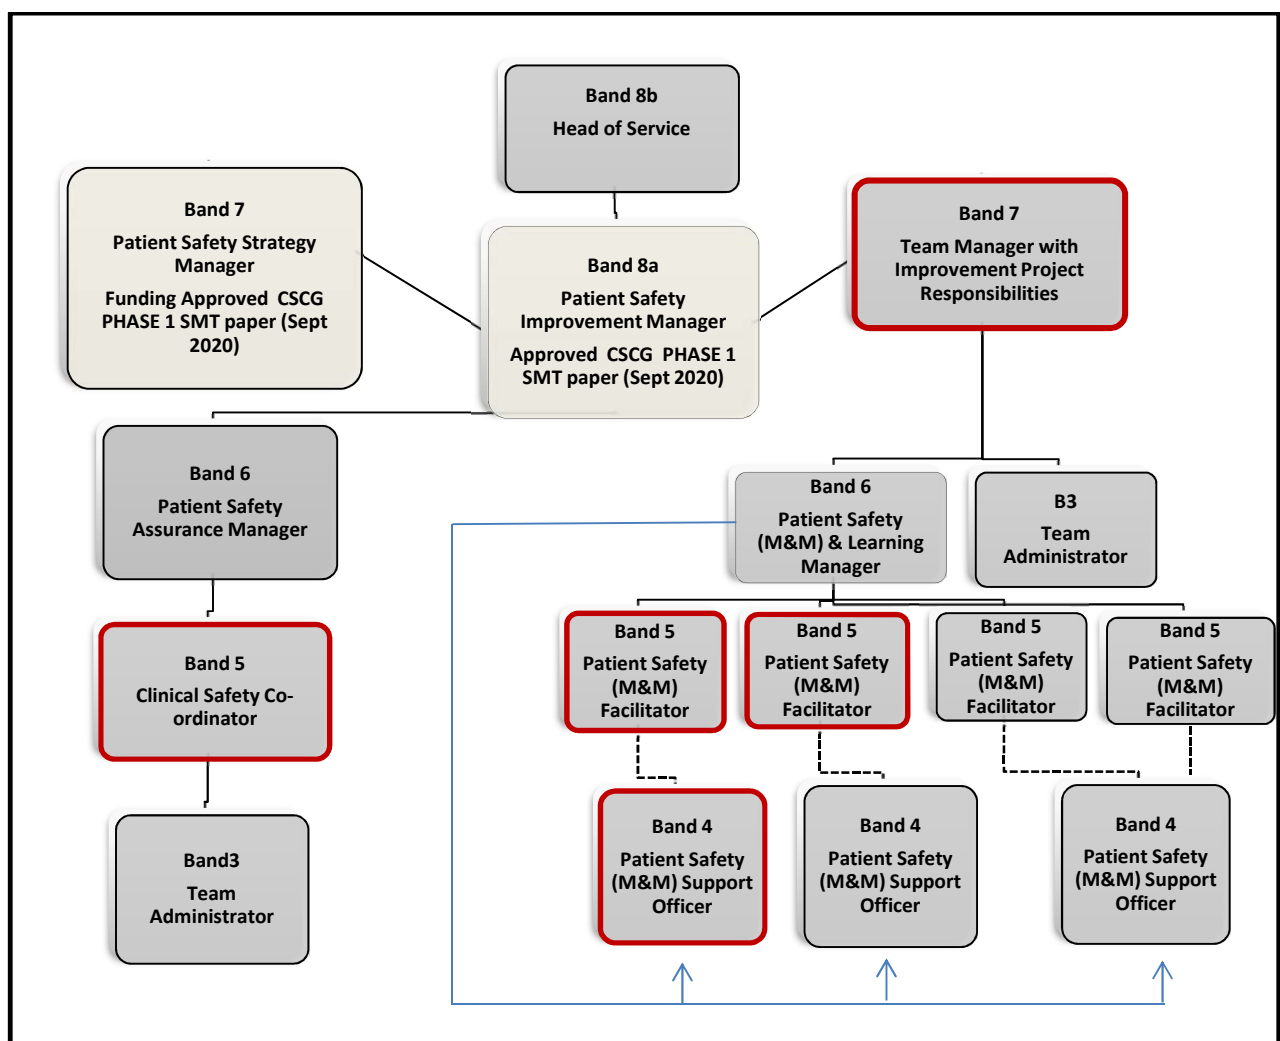 Band 8b
Head of Service
Band 7
Patient Safety Strategy
Manager
Funding Approved  CSCG
PHASE 1 SMT paper (Sept
2020)
Band 8a
Patient Safety
Improvement Manager
Approved  CSCG  PHASE 1
SMT paper (Sept 2020)
Band 7
Team Manager with
Improvement Project
Responsibilities
Band 6
Patient Safety
Assurance Manager
Band 6
Patient Safety
(M&M) & Learning
Manager
B3
Team
Administrator
Band 5
Clinical Safety Co-
ordinator
Band 5
Patient Safety
(M&M)
Facilitator
Band 5
Patient Safety
(M&M)
Facilitator
Band 5
Patient Safety
(M&M)
Facilitator
Band 5
Patient Safety
(M&M)
Facilitator
Band3
Team
Administrator
Band 4
Patient Safety
(M&M) Support
Officer
Band 4
Patient Safety
(M&M) Support
Officer
Band 4
Patient Safety
(M&M) Support
Officer